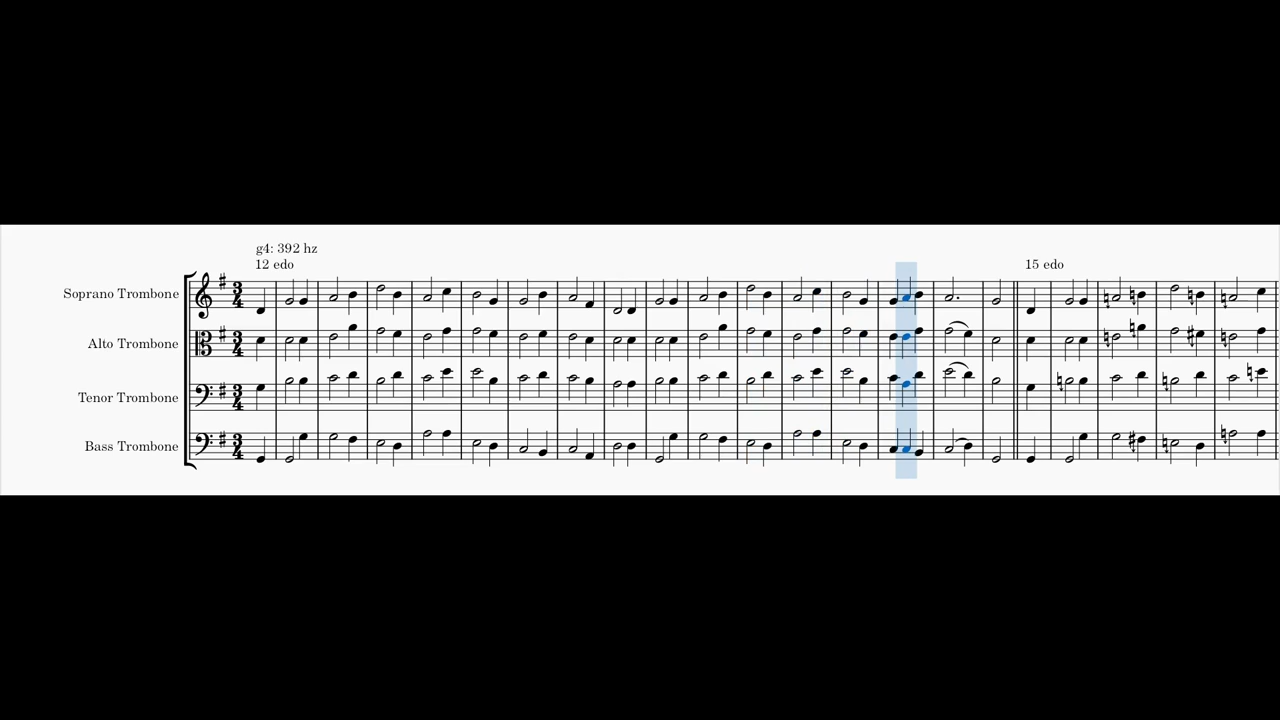 g4: 392 hz
12 edo
15 edo
Soprano Trombone
Alto Trombone
Tenor Trombone
Bass Trombone